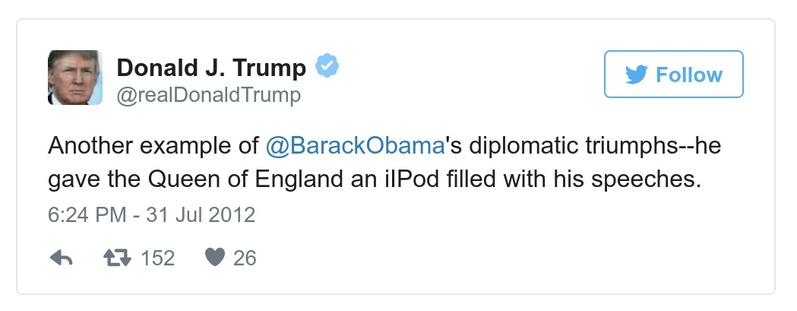 Donald J. Trump
@realDonaldTrump
Follow
Another example of @BarackObama's diplomatic triumphs--he
gave the Queen of England an iIPod filled with his speeches.
6:24 PM - 31 Jul 2012
152 26